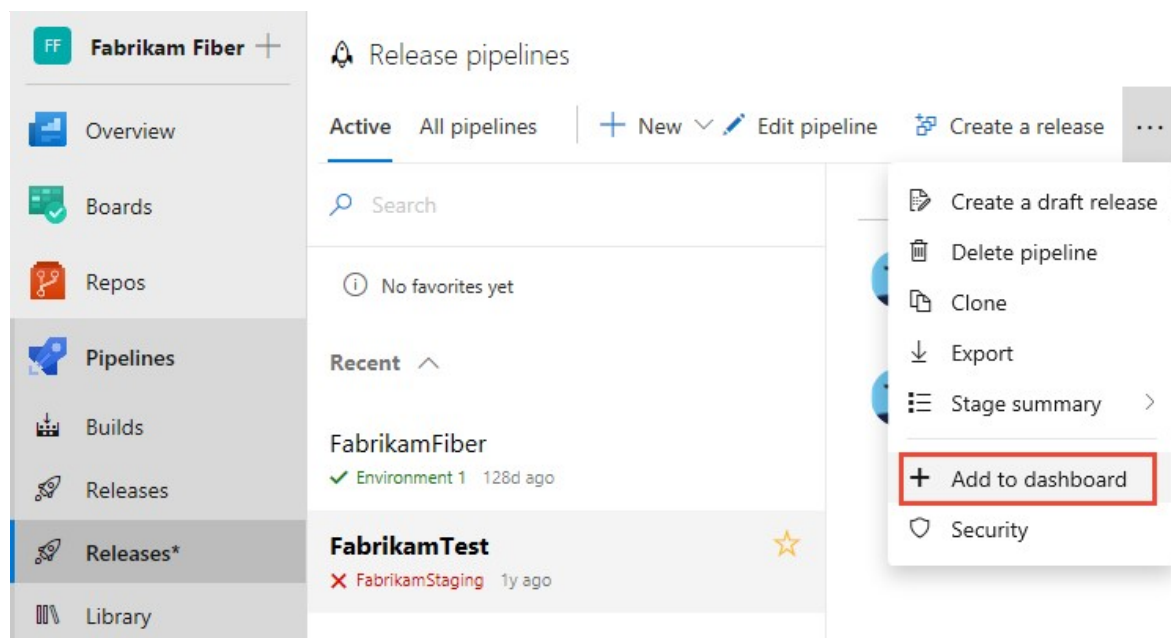 FF Fabrikam Fiber
Overview
Boards
Repos
Pipelines
Builds
Releases
Releases*
Library
Release pipelines
Active All pipelines New Edit pipeline Create a release ...
Search
No favorites yet
Recent
FabrikamFiber
Environment 1 128d ago
FabrikamTest
FabrikamStaging 1y ago
Create a draft release
Delete pipeline
Clone
Export
Stage summary
Add to dashboard
Security